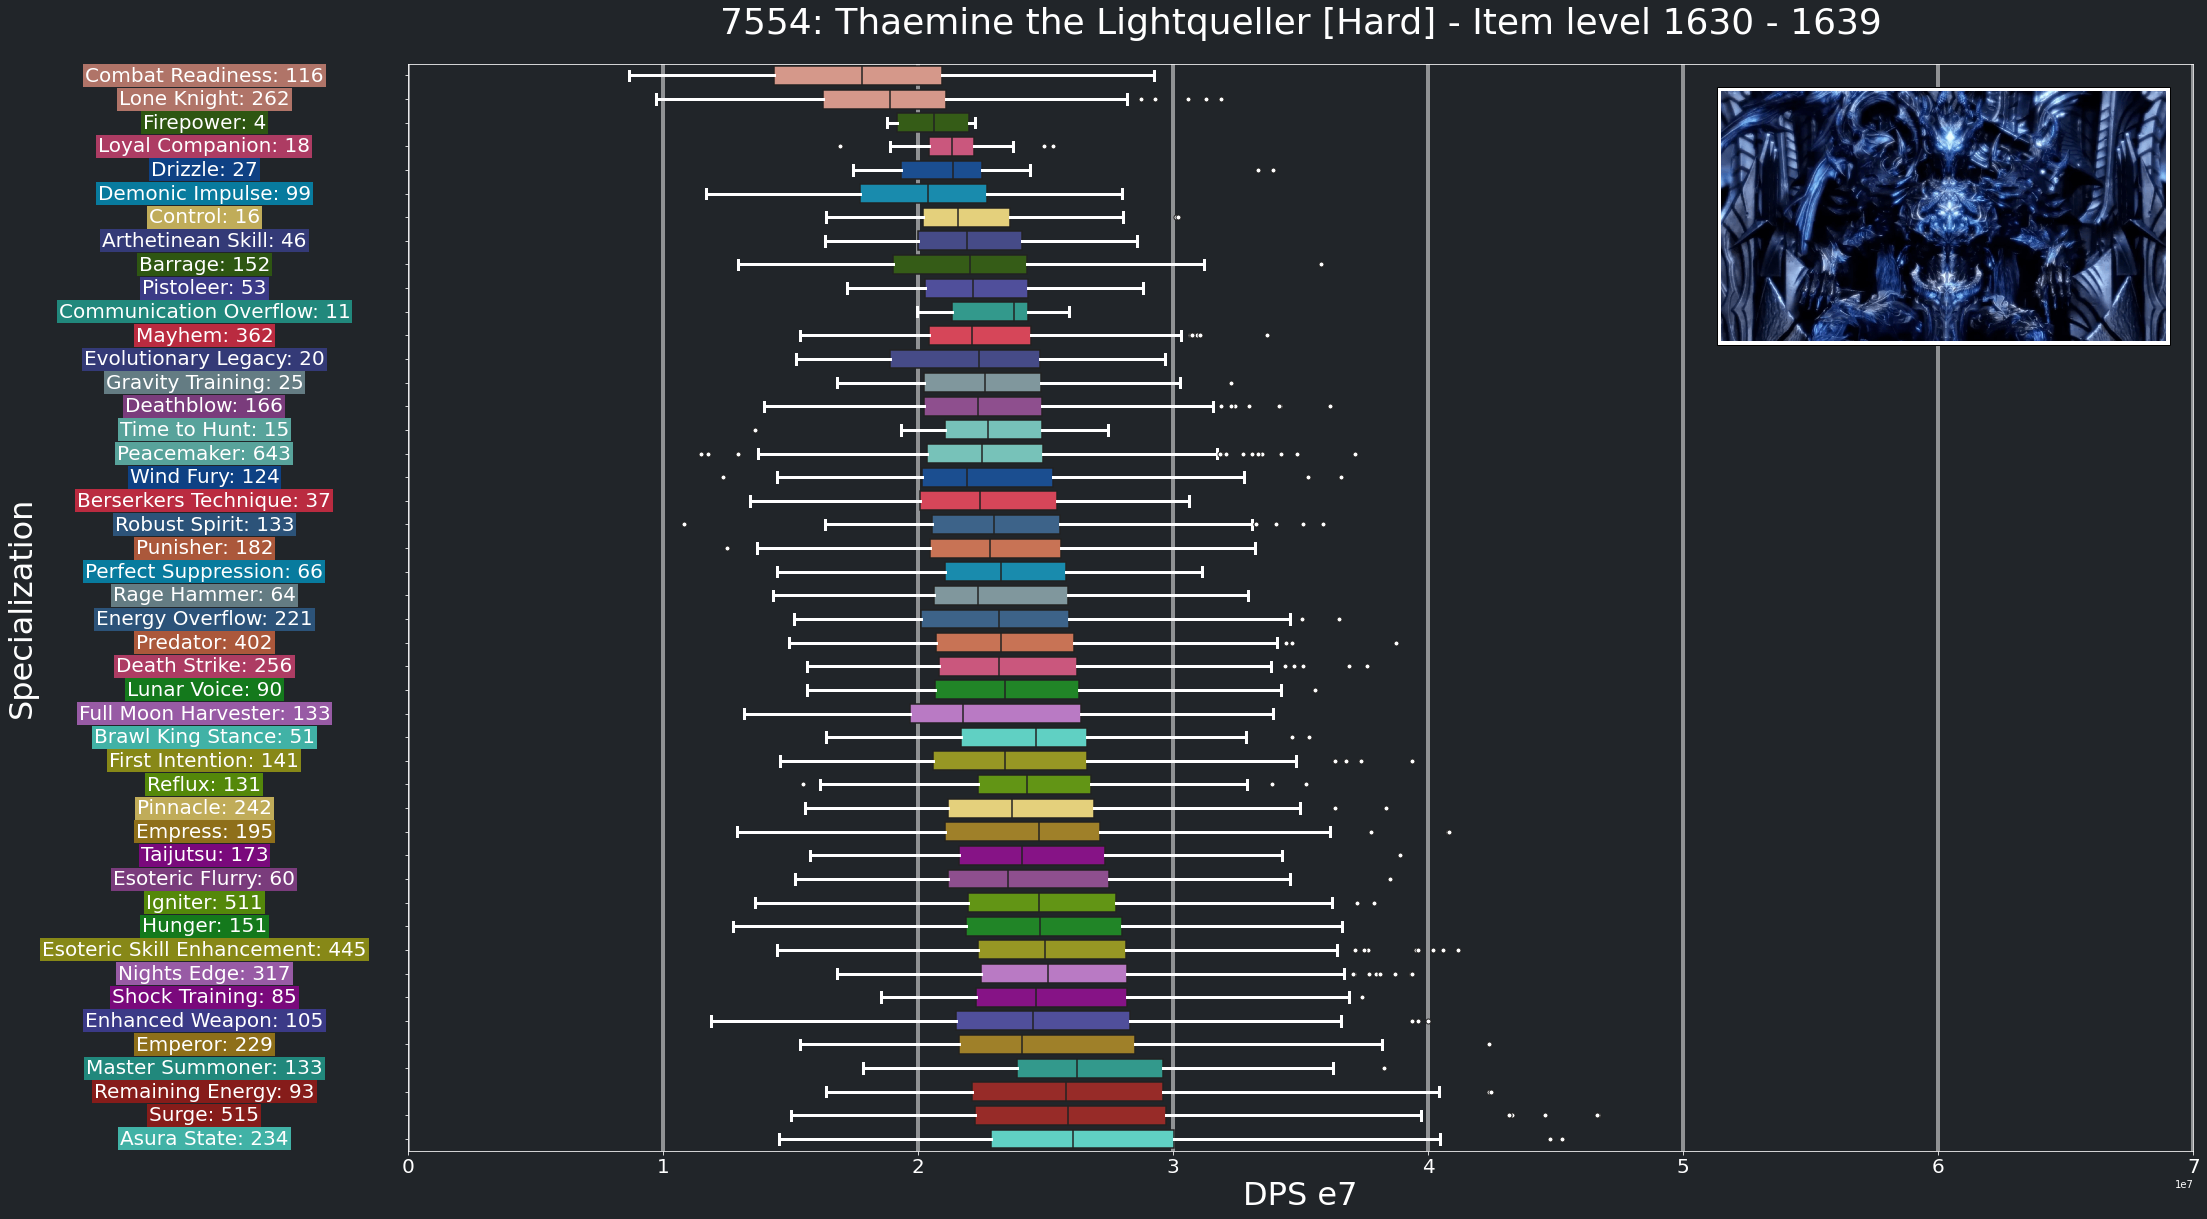 7554: Thaemine the Lightqueller [Hard] - Item level 1630 - 1639
Combat Readiness: 116
Lone Knight: 262
Firepower: 4
Loyal Companion: 18
Drizzle: 27
Demonic Impulse: 99
Control: 16
Arthetinean Skill: 46
Barrage: 152
Pistoleer: 53
Communication Overflow: 11
Mayhem: 362
Evolutionary Legacy: 20
Gravity Training: 25
Deathblow: 166
Time to Hunt: 15
Peacemaker: 643
Wind Fury: 124
Berserkers Technique: 37
Robust Spirit: 133
Punisher: 182
Perfect Suppression: 66
Rage Hammer: 64
Energy Overflow: 221
Predator: 402
Death Strike: 256
Lunar Voice: 90
Full Moon Harvester: 133
Brawl King Stance: 51
First Intention: 141
Reflux: 131
Pinnacle: 242
Empress: 195
Taijutsu: 173
Esoteric Flurry: 60
Igniter: 511
Hunger: 151
Esoteric Skill Enhancement: 445
Nights Edge: 317
Shock Training: 85
Enhanced Weapon: 105
Emperor: 229
Master Summoner: 133
Remaining Energy: 93
Surge: 515
Asura State: 234
Specialization
0 1 2 3 4 5 6 7
1e7
DPS e7